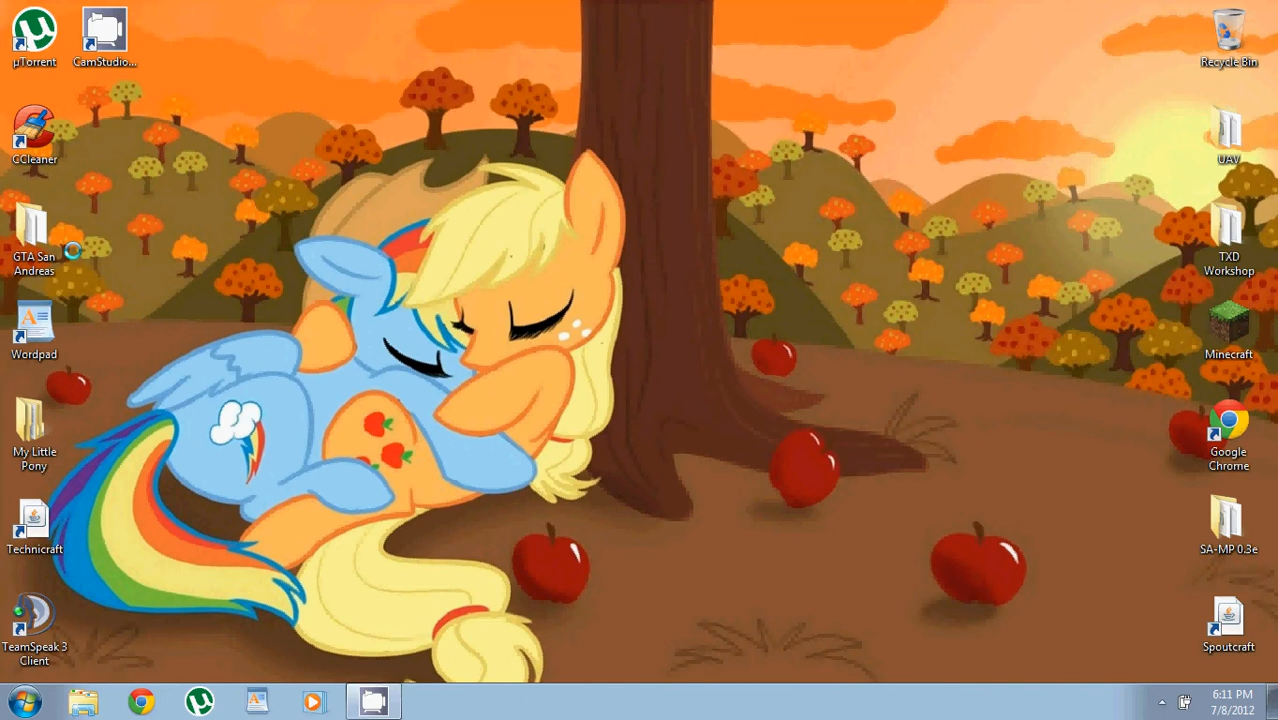 µTorrent
CamStudio...
CCleaner
GTA San
Andreas
Wordpad
My Little
Pony
Technicraft
TeamSpeak 3
Client
Recycle Bin
UAV
TXD
Workshop
Minecraft
Google
Chrome
SA-MP 0.3e
Spoutcraft
6:11 PM
7/8/2012